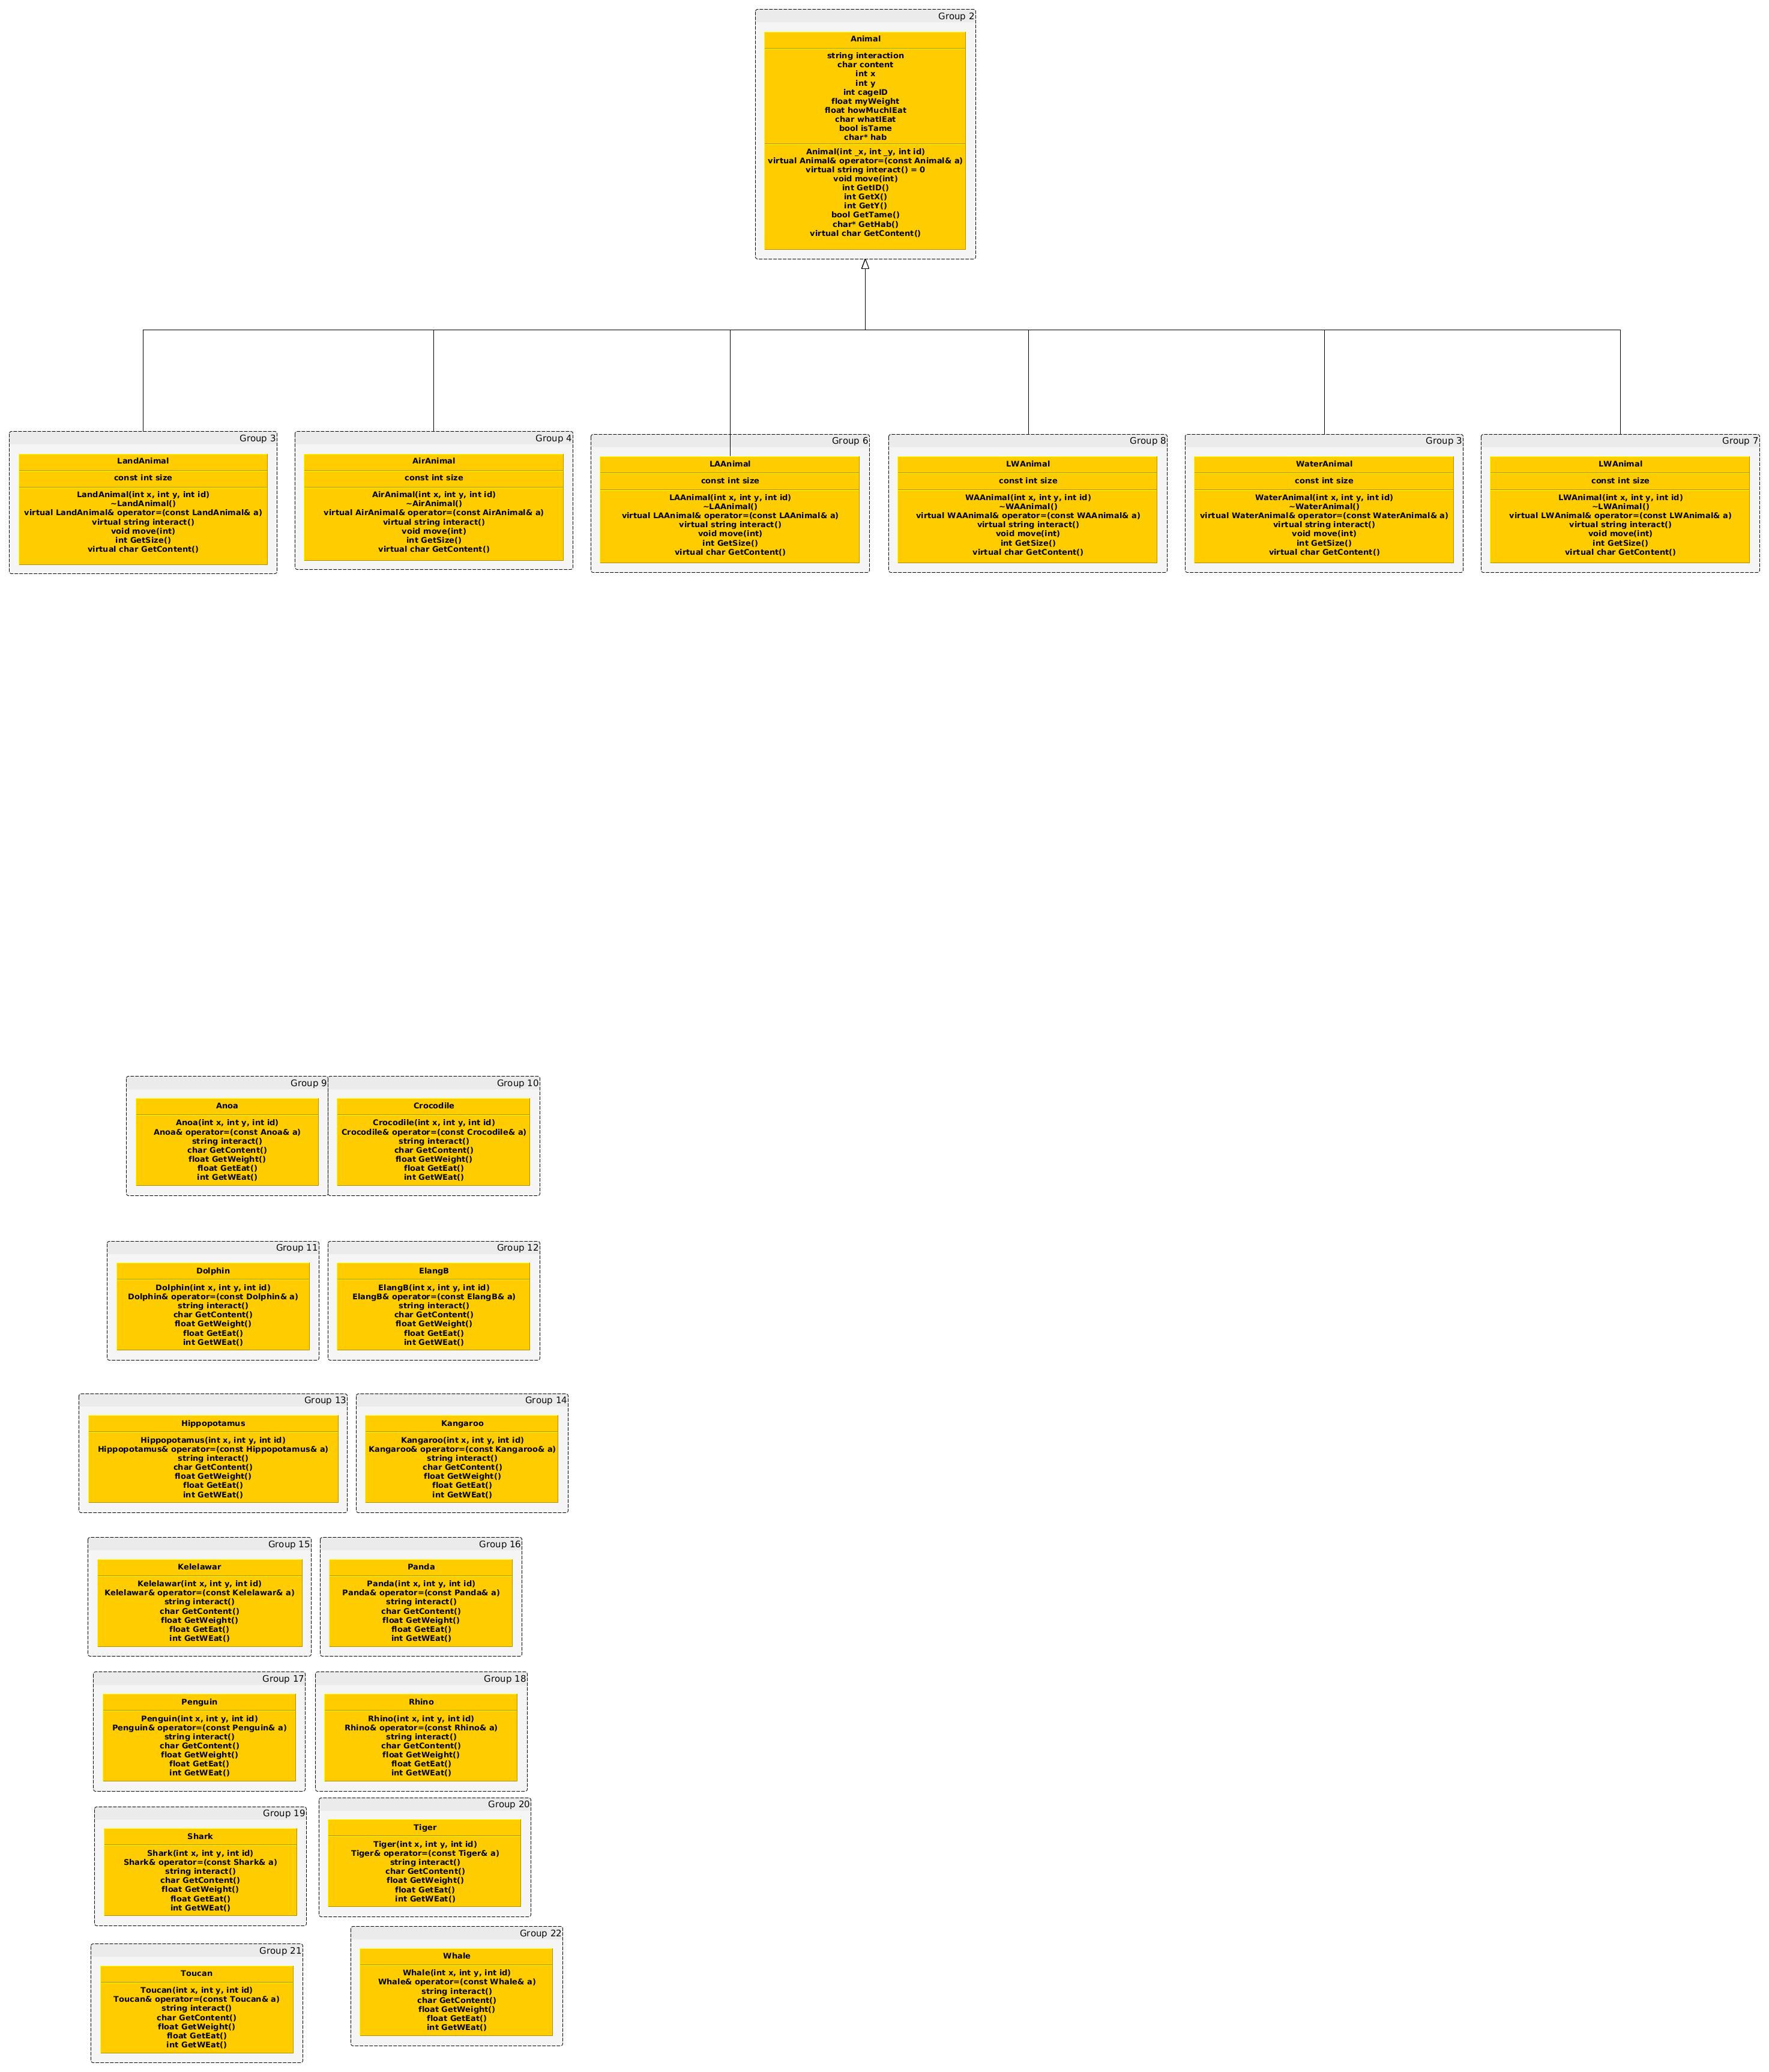 Group 2
Animal
string interaction
char content
int x
int y
int cageID
float myWeight
float howMuchIEat
char whatIEat
bool isTame
char* hab
Animal(int _x, int _y, int id)
virtual Animal& operator=(const Animal& a)
virtual string interact() = 0
void move(int)
int GetID()
int GetX()
int GetY()
bool GetTame()
char* GetHab()
virtual char GetContent()
Group 3
LandAnimal
const int size
LandAnimal(int x, int y, int id)
~LandAnimal()
virtual LandAnimal& operator=(const LandAnimal& a)
virtual string interact()
void move(int)
int GetSize()
virtual char GetContent()
Group 4
AirAnimal
const int size
AirAnimal(int x, int y, int id)
~AirAnimal()
virtual AirAnimal& operator=(const AirAnimal& a)
virtual string interact()
void move(int)
int GetSize()
virtual char GetContent()
Group 6
LAAnimal
const int size
LAAnimal(int x, int y, int id)
~LAAnimal()
virtual LAAnimal& operator=(const LAAnimal& a)
virtual string interact()
void move(int)
int GetSize()
virtual char GetContent()
Group 8
LWAnimal
const int size
WAAnimal(int x, int y, int id)
~WAAnimal()
virtual WAAnimal& operator=(const WAAnimal& a)
virtual string interact()
void move(int)
int GetSize()
virtual char GetContent()
Group 3
WaterAnimal
const int size
WaterAnimal(int x, int y, int id)
~WaterAnimal()
virtual WaterAnimal& operator=(const WaterAnimal& a)
virtual string interact()
void move(int)
int GetSize()
virtual char GetContent()
Group 7
LWAnimal
const int size
LWAnimal(int x, int y, int id)
~LWAnimal()
virtual LWAnimal& operator=(const LWAnimal& a)
virtual string interact()
void move(int)
int GetSize()
virtual char GetContent()
Group 9
Anoa
Anoa(int x, int y, int id)
Anoa& operator=(const Anoa& a)
string interact()
char GetContent()
float GetWeight()
float GetEat()
int GetWEat()
Group 10
Crocodile
Crocodile(int x, int y, int id)
Crocodile& operator=(const Crocodile& a)
string interact()
char GetContent()
float GetWeight()
float GetEat()
int GetWEat()
Group 11
Dolphin
Dolphin(int x, int y, int id)
Dolphin& operator=(const Dolphin& a)
string interact()
char GetContent()
float GetWeight()
float GetEat()
int GetWEat()
Group 12
ElangB
ElangB(int x, int y, int id)
ElangB& operator=(const ElangB& a)
string interact()
char GetContent()
float GetWeight()
float GetEat()
int GetWEat()
Group 13
Hippopotamus
Hippopotamus(int x, int y, int id)
Hippopotamus& operator=(const Hippopotamus& a)
string interact()
char GetContent()
float GetWeight()
float GetEat()
int GetWEat()
Group 14
Kangaroo
Kangaroo(int x, int y, int id)
Kangaroo& operator=(const Kangaroo& a)
string interact()
char GetContent()
float GetWeight()
float GetEat()
int GetWEat()
Group 15
Kelelawar
Kelelawar(int x, int y, int id)
Kelelawar& operator=(const Kelelawar& a)
string interact()
char GetContent()
float GetWeight()
float GetEat()
int GetWEat()
Group 16
Panda
Panda(int x, int y, int id)
Panda& operator=(const Panda& a)
string interact()
char GetContent()
float GetWeight()
float GetEat()
int GetWEat()
Group 17
Penguin
Penguin(int x, int y, int id)
Penguin& operator=(const Penguin& a)
string interact()
char GetContent()
float GetWeight()
float GetEat()
int GetWEat()
Group 18
Rhino
Rhino(int x, int y, int id)
Rhino& operator=(const Rhino& a)
string interact()
char GetContent()
float GetWeight()
float GetEat()
int GetWEat()
Group 19
Shark
Shark(int x, int y, int id)
Shark& operator=(const Shark& a)
string interact()
char GetContent()
float GetWeight()
float GetEat()
int GetWEat()
Group 20
Tiger
Tiger(int x, int y, int id)
Tiger& operator=(const Tiger& a)
string interact()
char GetContent()
float GetWeight()
float GetEat()
int GetWEat()
Group 21
Toucan
Toucan(int x, int y, int id)
Toucan& operator=(const Toucan& a)
string interact()
char GetContent()
float GetWeight()
float GetEat()
int GetWEat()
Group 22
Whale
Whale(int x, int y, int id)
Whale& operator=(const Whale& a)
string interact()
char GetContent()
float GetWeight()
float GetEat()
int GetWEat()